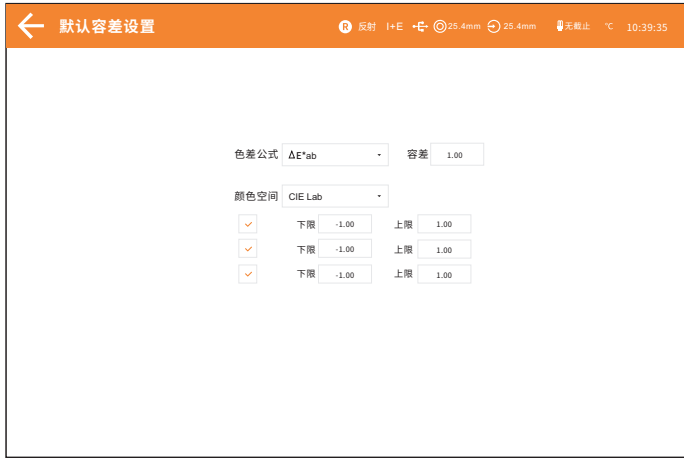 默认容差设置 R 反射 I+E 25.4mm 25.4mm 无截止 ℃ 10:39:35
色差公式 ΔE*ab 容差 1.00
颜色空间 CIE Lab
下限 -1.00 上限 1.00
下限 -1.00 上限 1.00
下限 -1.00 上限 1.00